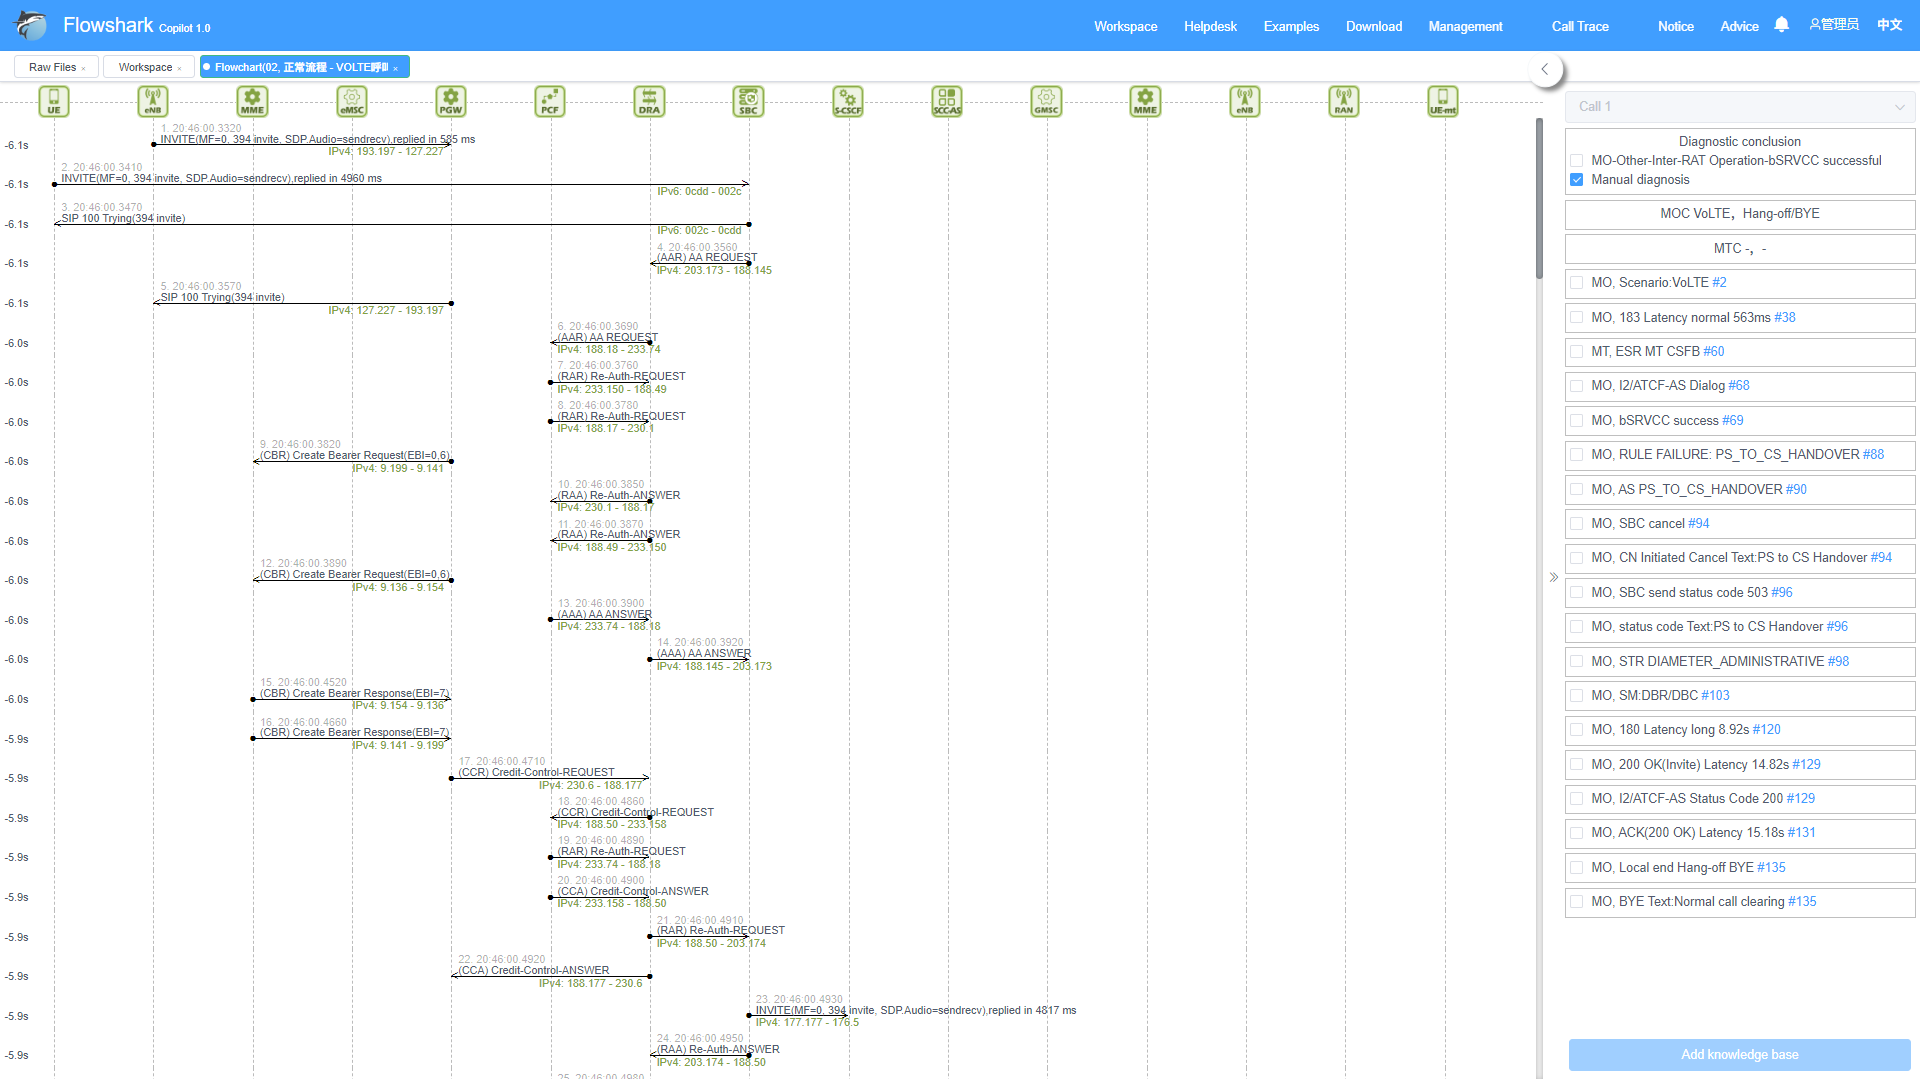 Flowshark Copilot 1.0
Workspace Helpdesk Examples Download Management Call Trace Notice Advice 管理员 中文
Raw Files × Workspace × Flowchart(02, 正常流程 - VOLTE呼叫 ×
UE eNB MME eMSC PGW PCF DRA SBC S-CSCF SCC-AS GMSC MME eNB RAN UE-mt
1. 20:46:00.3320
-6.1s INVITE(MF=0, 394 invite, SDP.Audio=sendrecv),replied in 585 ms
IPv4: 193.197 - 127.227
2. 20:46:00.3410
-6.1s INVITE(MF=0, 394 invite, SDP.Audio=sendrecv),replied in 4960 ms
IPv6: 0cdd - 002c
3. 20:46:00.3470
-6.1s SIP 100 Trying(394 invite)
IPv6: 002c - 0cdd
4. 20:46:00.3560
-6.1s (AAR) AA REQUEST
IPv4: 203.173 - 188.145
5. 20:46:00.3570
-6.1s SIP 100 Trying(394 invite)
IPv4: 127.227 - 193.197
6. 20:46:00.3690
-6.0s (AAR) AA REQUEST
IPv4: 188.18 - 233.74
7. 20:46:00.3760
-6.0s (RAR) Re-Auth-REQUEST
IPv4: 233.150 - 188.49
8. 20:46:00.3780
-6.0s (RAR) Re-Auth-REQUEST
IPv4: 188.17 - 230.1
9. 20:46:00.3820
-6.0s (CBR) Create Bearer Request(EBI=0,6)
IPv4: 9.199 - 9.141
10. 20:46:00.3850
-6.0s (RAA) Re-Auth-ANSWER
IPv4: 230.1 - 188.17
11. 20:46:00.3870
-6.0s (RAA) Re-Auth-ANSWER
IPv4: 188.49 - 233.150
12. 20:46:00.3890
-6.0s (CBR) Create Bearer Request(EBI=0,6)
IPv4: 9.136 - 9.154
13. 20:46:00.3900
-6.0s (AAA) AA ANSWER
IPv4: 233.74 - 188.18
14. 20:46:00.3920
-6.0s (AAA) AA ANSWER
IPv4: 188.145 - 203.173
15. 20:46:00.4520
-6.0s (CBR) Create Bearer Response(EBI=7)
IPv4: 9.154 - 9.136
16. 20:46:00.4660
-5.9s (CBR) Create Bearer Response(EBI=7)
IPv4: 9.141 - 9.199
17. 20:46:00.4710
-5.9s (CCR) Credit-Control-REQUEST
IPv4: 230.6 - 188.177
18. 20:46:00.4860
-5.9s (CCR) Credit-Control-REQUEST
IPv4: 188.50 - 233.158
19. 20:46:00.4890
-5.9s (RAR) Re-Auth-REQUEST
IPv4: 233.74 - 188.18
20. 20:46:00.4900
-5.9s (CCA) Credit-Control-ANSWER
IPv4: 233.158 - 188.50
21. 20:46:00.4910
-5.9s (RAR) Re-Auth-REQUEST
IPv4: 188.50 - 203.174
22. 20:46:00.4920
-5.9s (CCA) Credit-Control-ANSWER
IPv4: 188.177 - 230.6
23. 20:46:00.4930
-5.9s INVITE(MF=0, 394 invite, SDP.Audio=sendrecv),replied in 4817 ms
IPv4: 177.177 - 176.5
24. 20:46:00.4950
-5.9s (RAA) Re-Auth-ANSWER
IPv4: 203.174 - 188.50
25. 20:46:00.4980
Call 1
Diagnostic conclusion
MO-Other-Inter-RAT Operation-bSRVCC successful
Manual diagnosis
MOC VoLTE，Hang-off/BYE
MTC -，-
MO, Scenario:VoLTE #2
MO, 183 Latency normal 563ms #38
MT, ESR MT CSFB #60
MO, I2/ATCF-AS Dialog #68
MO, bSRVCC success #69
MO, RULE FAILURE: PS_TO_CS_HANDOVER #88
MO, AS PS_TO_CS_HANDOVER #90
MO, SBC cancel #94
MO, CN Initiated Cancel Text:PS to CS Handover #94
MO, SBC send status code 503 #96
MO, status code Text:PS to CS Handover #96
MO, STR DIAMETER_ADMINISTRATIVE #98
MO, SM:DBR/DBC #103
MO, 180 Latency long 8.92s #120
MO, 200 OK(Invite) Latency 14.82s #129
MO, I2/ATCF-AS Status Code 200 #129
MO, ACK(200 OK) Latency 15.18s #131
MO, Local end Hang-off BYE #135
MO, BYE Text:Normal call clearing #135
Add knowledge base